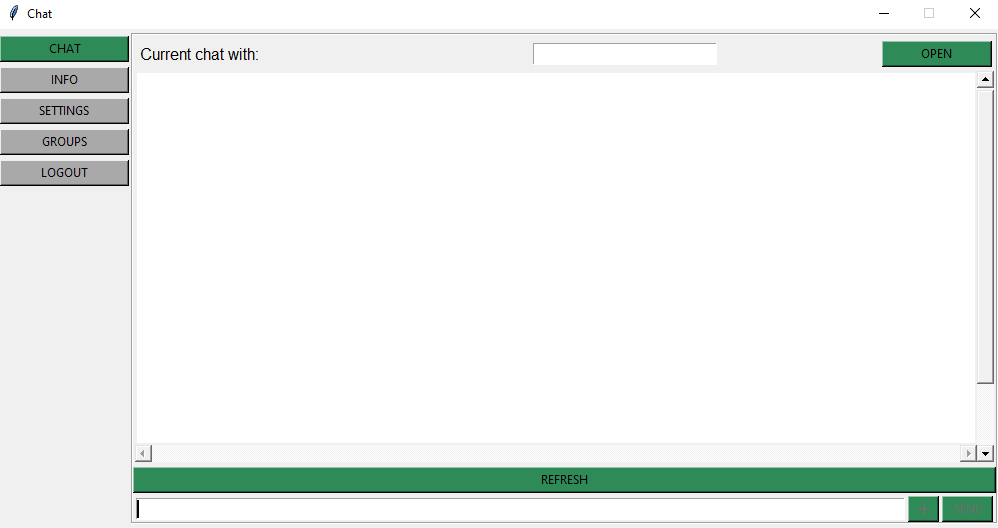 Chat
CHAT
INFO
SETTINGS
GROUPS
LOGOUT
Current chat with:
OPEN
REFRESH
+ SEND